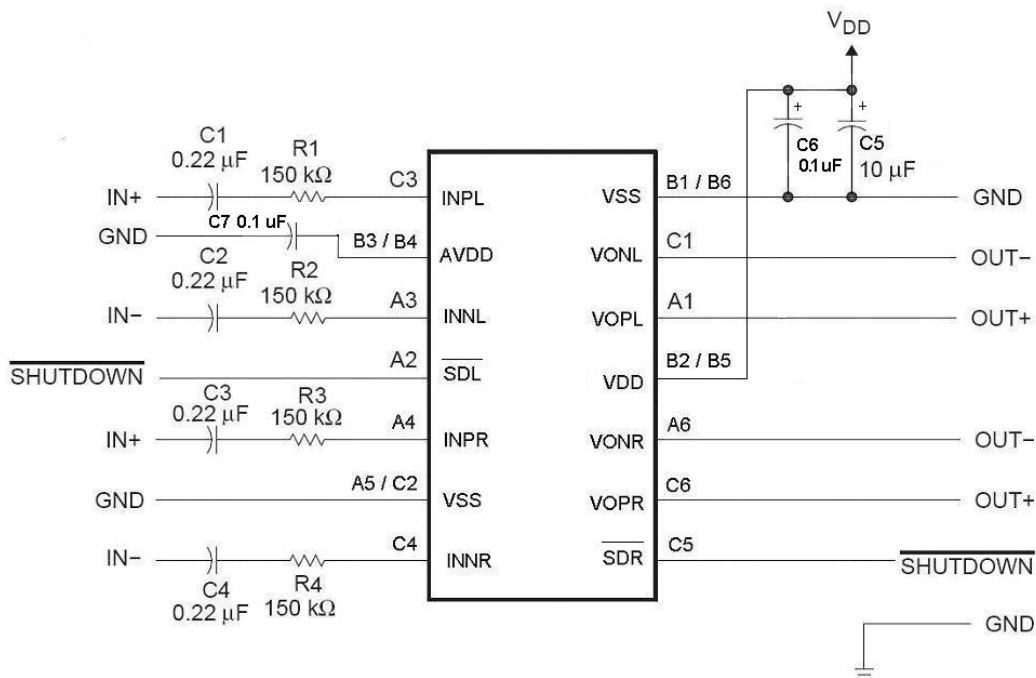 VDD
C6
0.1 uF
C5
10 µF
+
+
C1
0.22 µF
R1
150 kΩ
IN+
C3
INPL
VSS
B1 / B6
GND
C7 0.1 uF
GND
B3 / B4
AVDD
VONL
C1
OUT−
C2
0.22 µF
R2
150 kΩ
IN−
A3
INNL
VOPL
A1
OUT+
SHUTDOWN
A2
SDL
VDD
B2 / B5
C3
0.22 µF
R3
150 kΩ
IN+
A4
INPR
VONR
A6
OUT−
GND
A5 / C2
VSS
VOPR
C6
OUT+
IN−
C4
INNR
SDR
C5
SHUTDOWN
C4
0.22 µF
R4
150 kΩ
GND